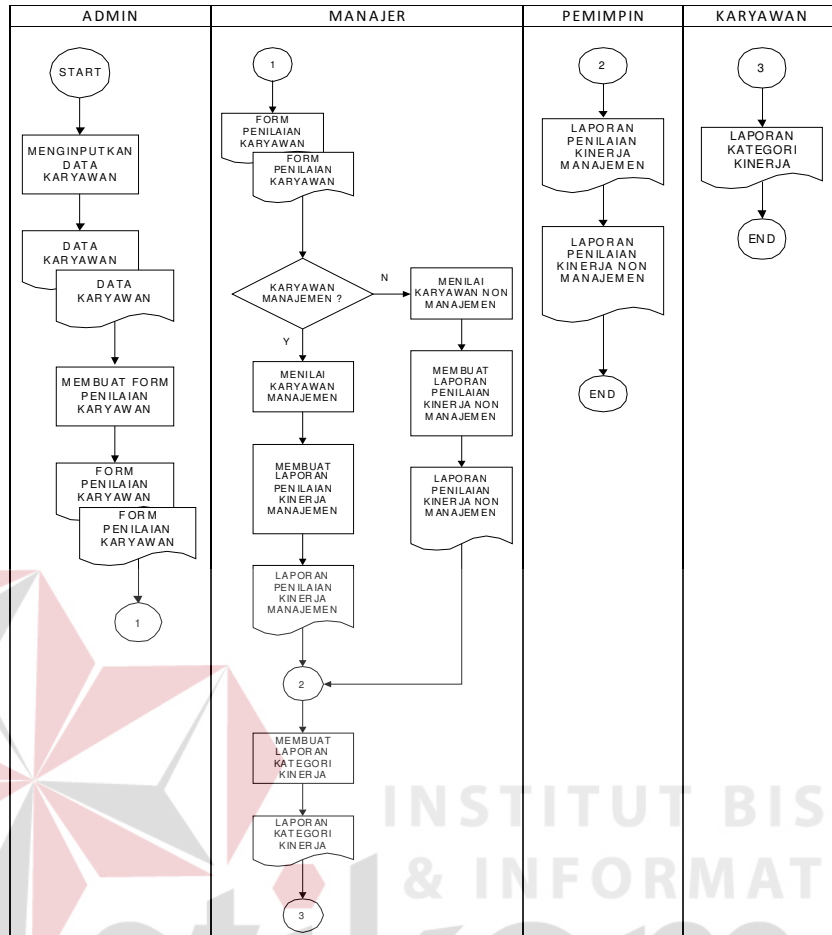 ADMIN
MANAJER
PEMIMPIN
KARYAWAN
START
MENGINPUTKAN
DATA
KARYAWAN
DATA
KARYAWAN
DATA
KARYAWAN
MEMBUAT FORM
PENILAIAN
KARYAWAN
FORM
PENILAIAN
KARYAWAN
FORM
PENILAIAN
KARYAWAN
1
1
FORM
PENILAIAN
KARYAWAN
FORM
PENILAIAN
KARYAWAN
KARYAWAN
MANAJEMEN ?
N
Y
MENILAI
KARYAWAN NON
MANAJEMEN
MENILAI
KARYAWAN
MANAJEMEN
MEMBUAT
LAPORAN
PENILAIAN
KINERJA NON
MANAJEMEN
MEMBUAT
LAPORAN
PENILAIAN
KINERJA
MANAJEMEN
LAPORAN
PENILAIAN
KINERJA NON
MANAJEMEN
LAPORAN
PENILAIAN
KINERJA
MANAJEMEN
2
MEMBUAT
LAPORAN
KATEGORI
KINERJA
LAPORAN
KATEGORI
KINERJA
3
2
LAPORAN
PENILAIAN
KINERJA
MANAJEMEN
LAPORAN
PENILAIAN
KINERJA NON
MANAJEMEN
END
3
LAPORAN
KATEGORI
KINERJA
END
INSTITUT BIS
& INFORMAT